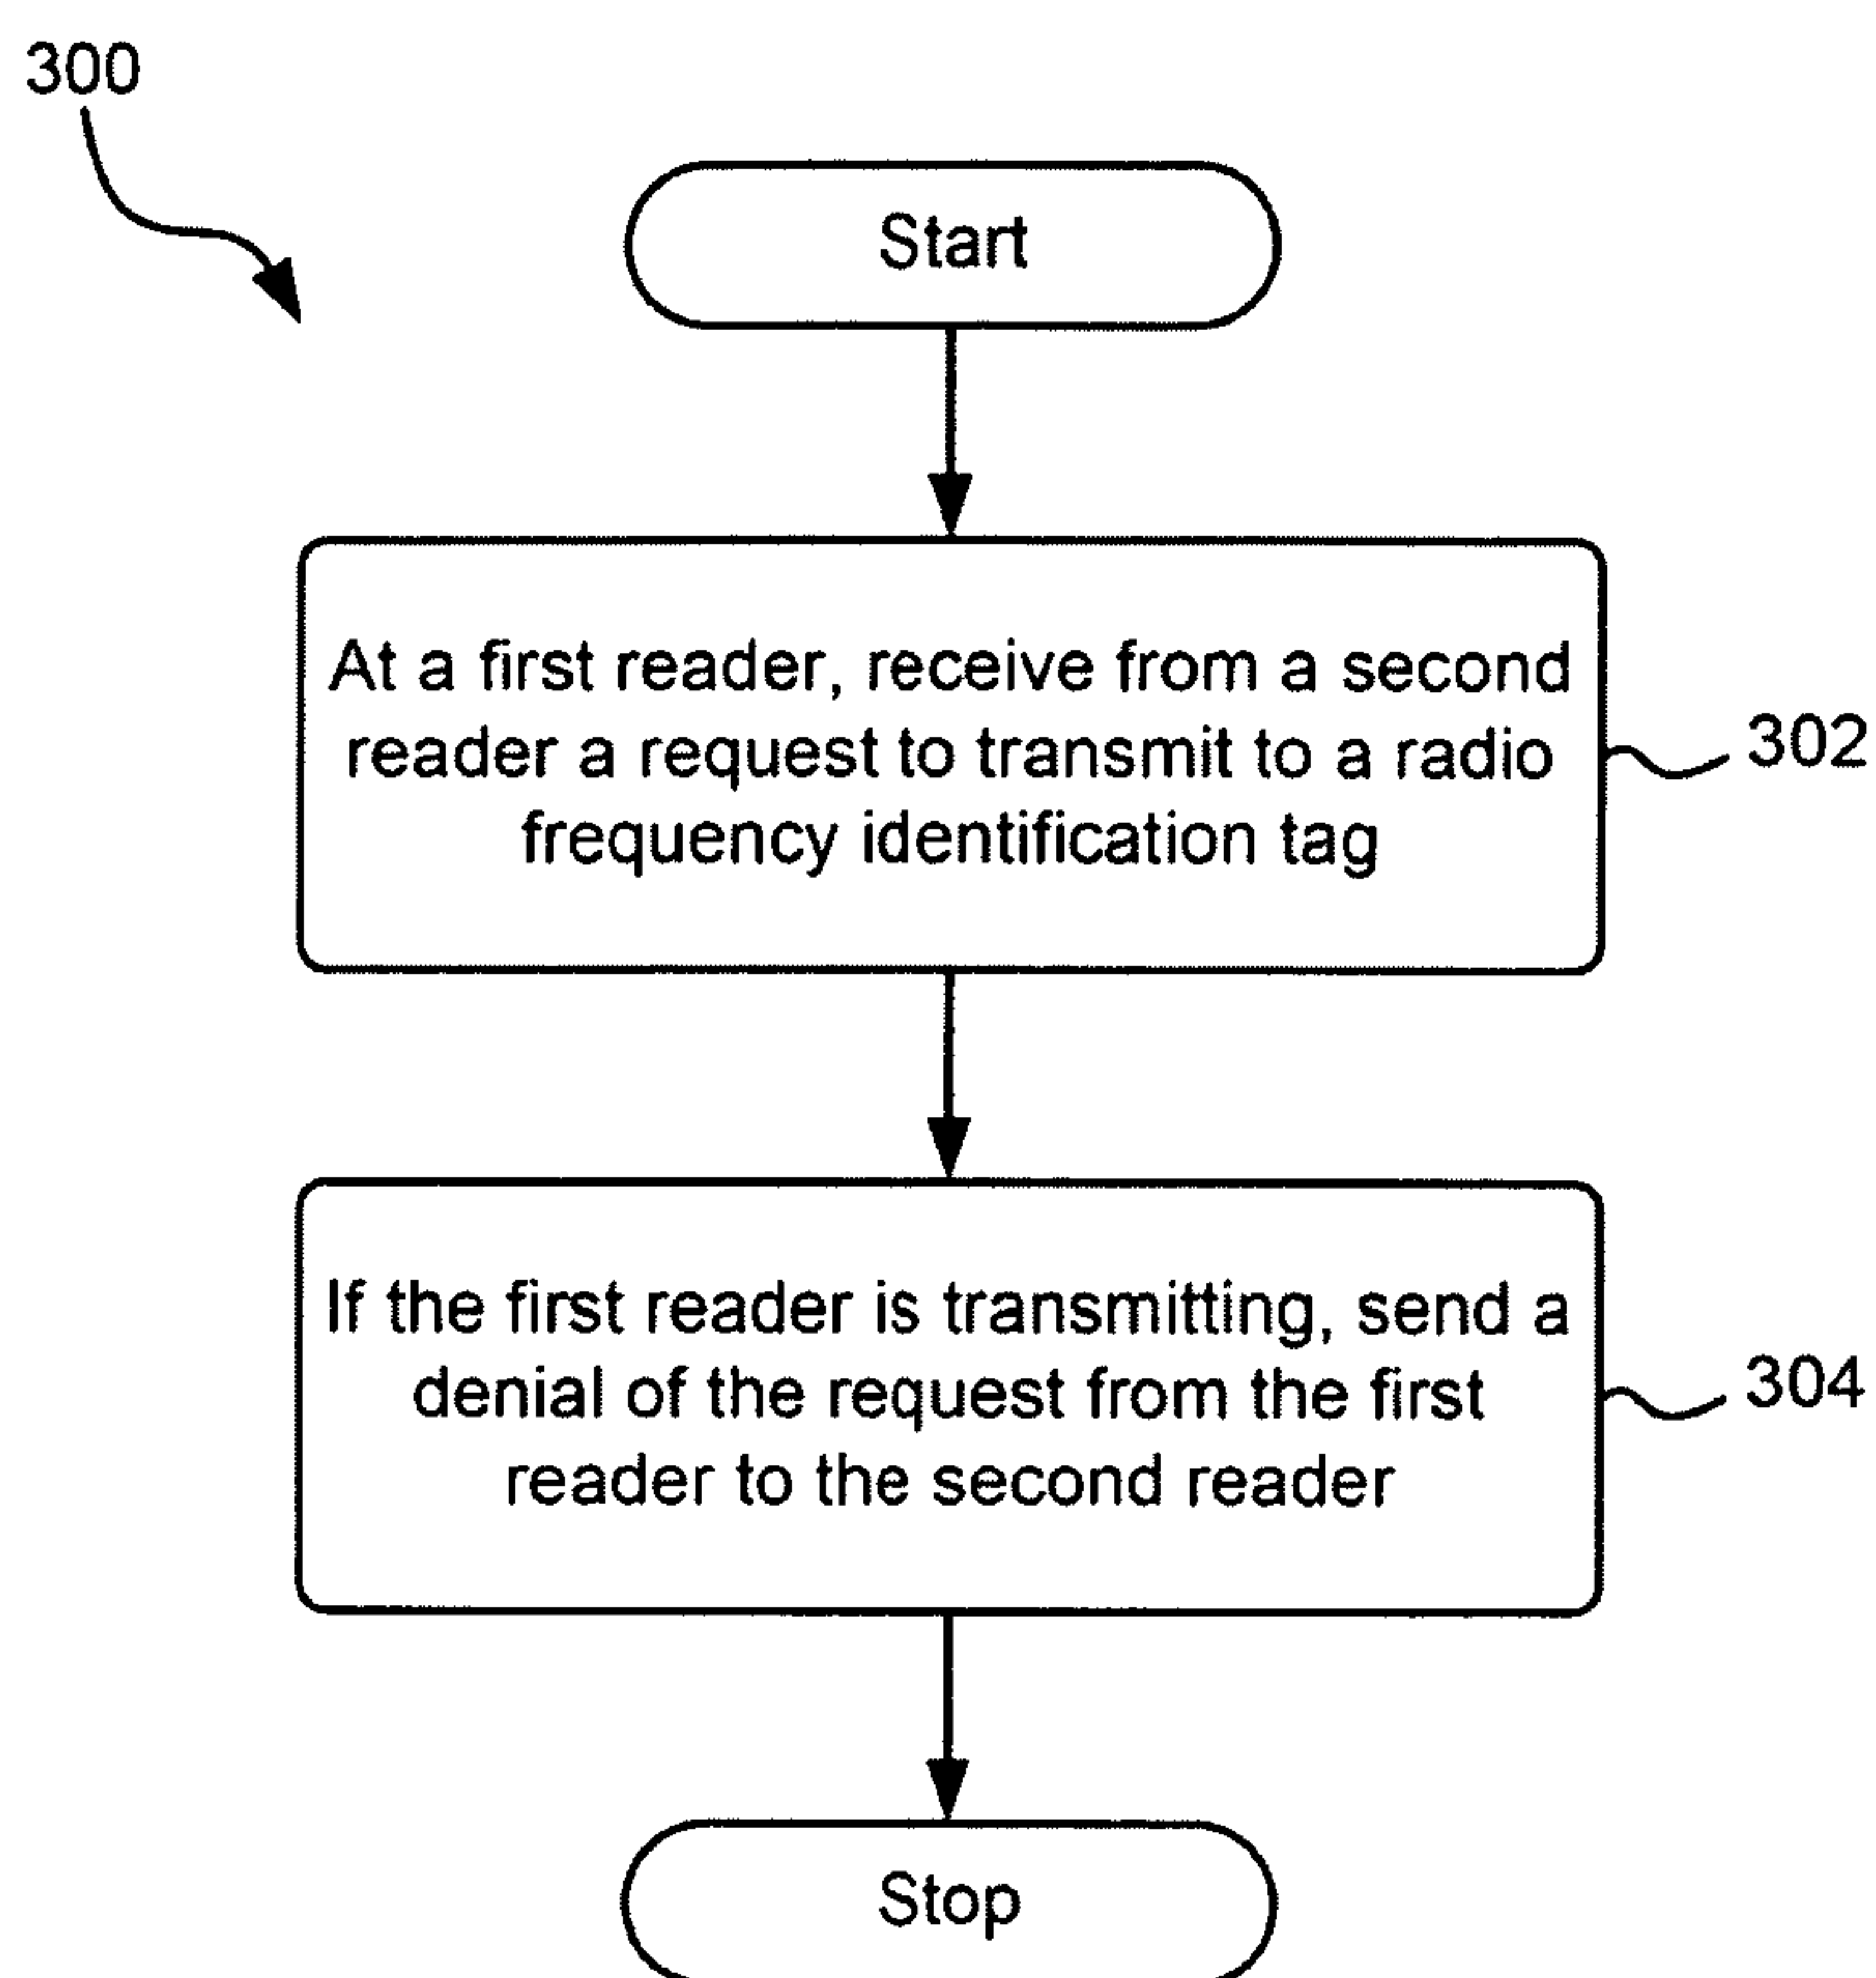 300
Start
At a first reader, receive from a second
reader a request to transmit to a radio
frequency identification tag
302
If the first reader is transmitting, send a
denial of the request from the first
reader to the second reader
304
Stop